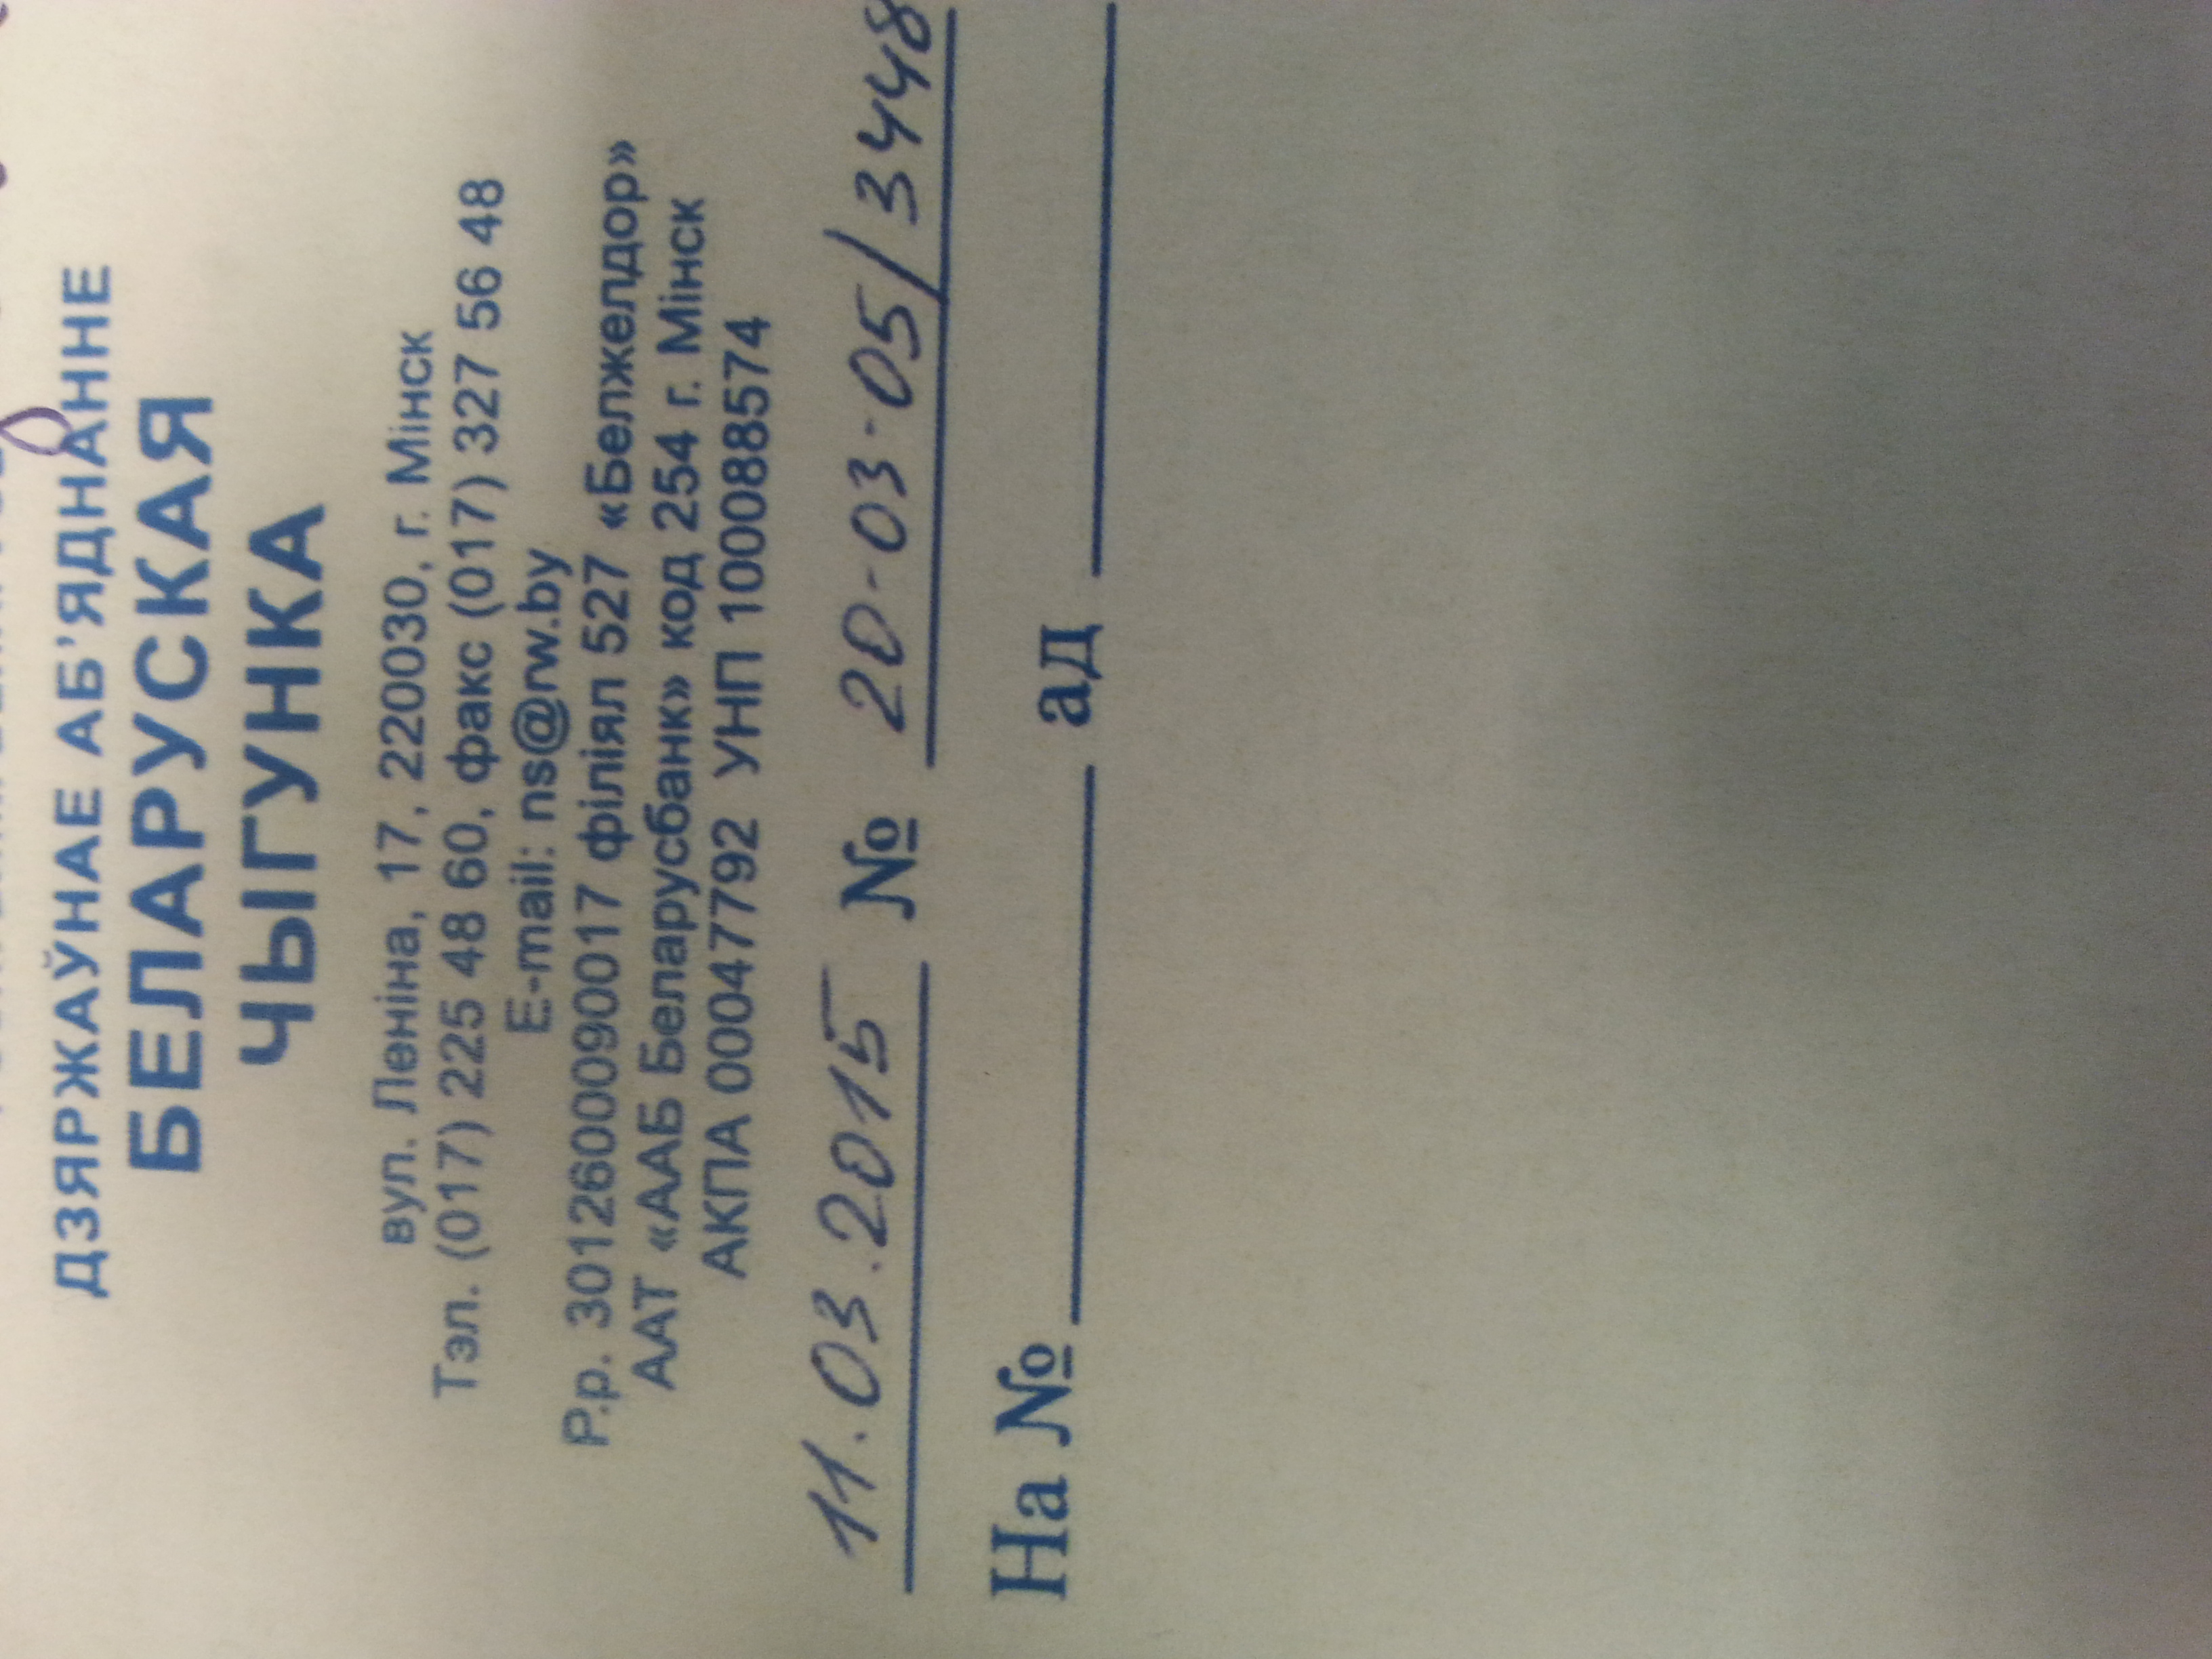 ДЗЯРЖАЎНАЕ АБ'ЯДНАННЕ
БЕЛАРУСКАЯ
ЧЫГУНКА
вул. Леніна, 17, 220030, г. Мінск
Тэл. (017) 225 48 60, факс (017) 327 56 48
E-mail: ns@rw.by
Р.р. 3012600090017 філіял 527 «Белжелдор»
ААТ «ААБ Беларусбанк» код 254 г. Мінск
АКПА 00047792 УНП 100088574
11.03.2015 № 20-03-05/3448
На № ад